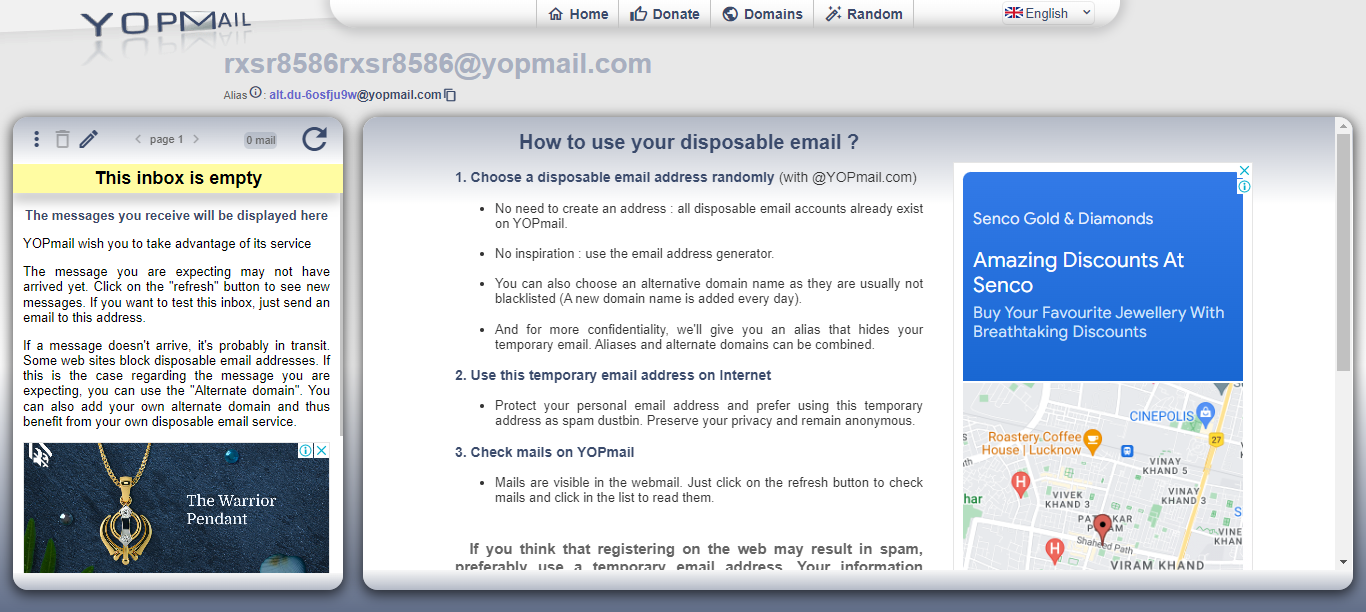 YOPMAIL
Home
Donate
Domains
Random
English
rxsr8586rxsr8586@yopmail.com
Alias : alt.du-6osfju9w@yopmail.com
page 1
0 mail
This inbox is empty
The messages you receive will be displayed here
YOPmail wish you to take advantage of its service
The message you are expecting may not have
arrived yet. Click on the "refresh" button to see new
messages. If you want to test this inbox, just send an
email to this address.
If a message doesn't arrive, it's probably in transit.
Some web sites block disposable email addresses. If
this is the case regarding the message you are
expecting, you can use the "Alternate domain". You
can also add your own alternate domain and thus
benefit from your own disposable email service.
The Warrior
Pendant
How to use your disposable email ?
1. Choose a disposable email address randomly (with @YOPmail.com)
• No need to create an address : all disposable email accounts already exist
on YOPmail.
• No inspiration : use the email address generator.
• You can also choose an alternative domain name as they are usually not
blacklisted (A new domain name is added every day).
• And for more confidentiality, we'll give you an alias that hides your
temporary email. Aliases and alternate domains can be combined.
2. Use this temporary email address on Internet
• Protect your personal email address and prefer using this temporary
address as spam dustbin. Preserve your privacy and remain anonymous.
3. Check mails on YOPmail
• Mails are visible in the webmail. Just click on the refresh button to check
mails and click in the list to read them.
If you think that registering on the web may result in spam,
preferably use a temporary email address. Your information
Senco Gold & Diamonds
Amazing Discounts At
Senco
Buy Your Favourite Jewellery With
Breathtaking Discounts
CINEPOLIS
Roastery Coffee
House | Lucknow
27
VINAY
KHAND 5
H
har
VIVEK
KHAND 3
VINAY
KHAND 3
Shaheed Path
H
VINE
KHAN
VIRAM KHAND